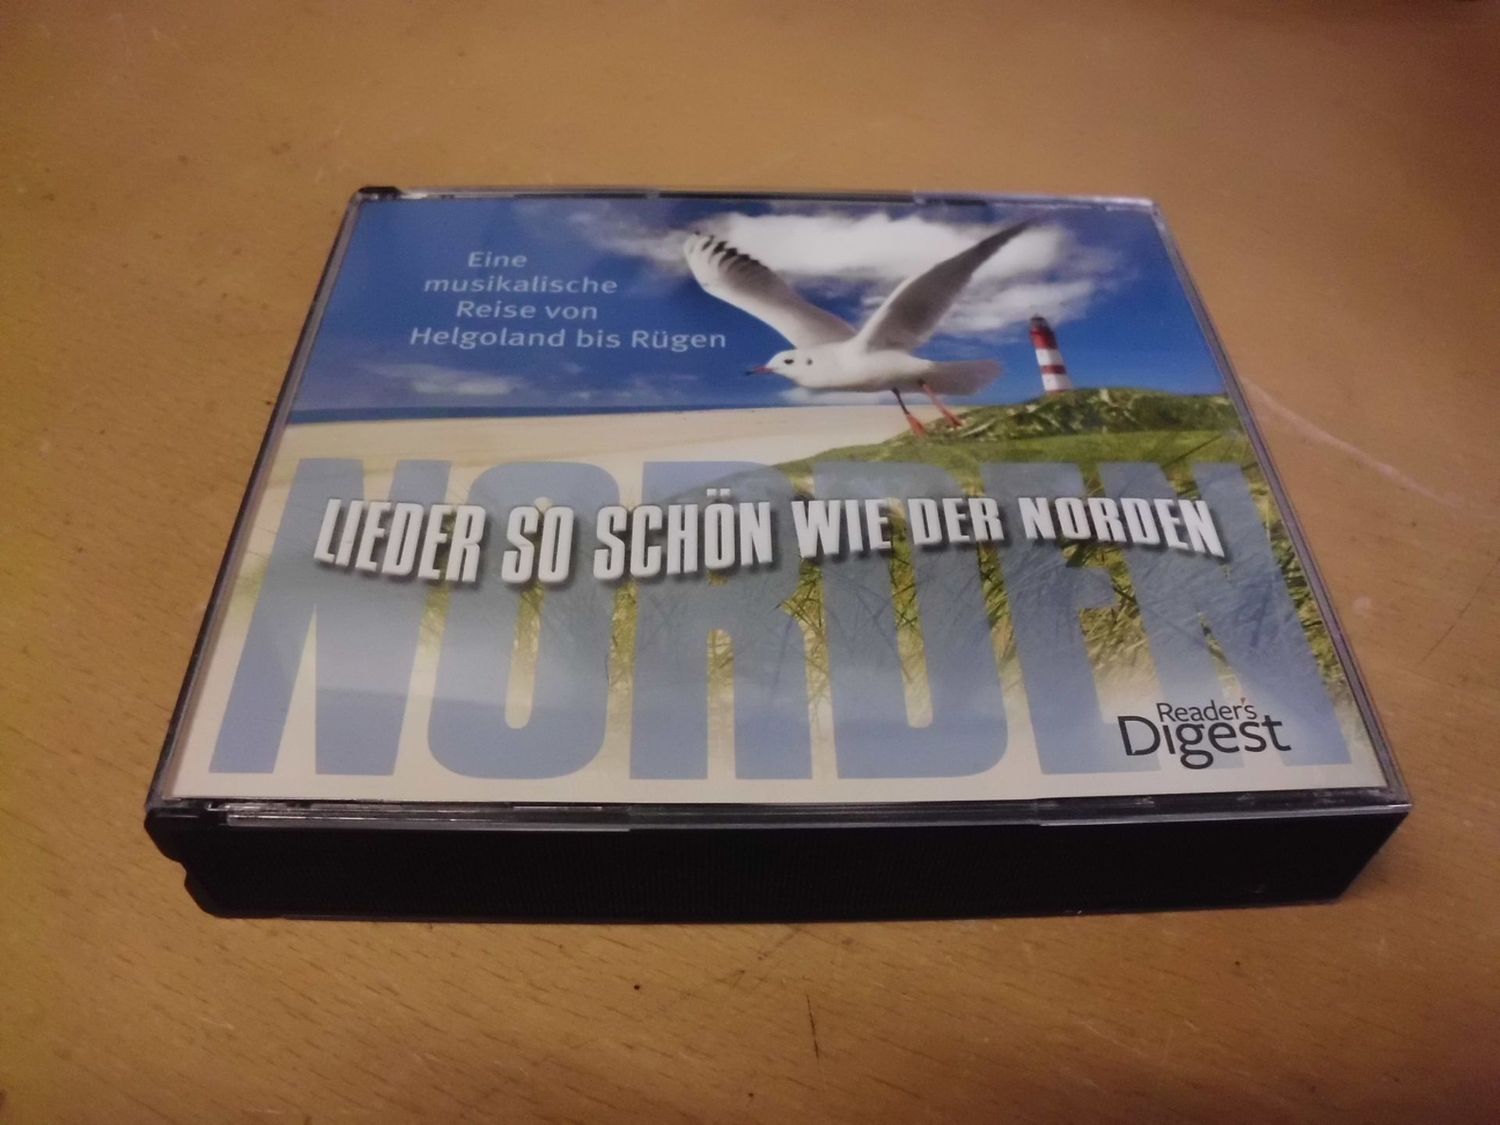 Eine
musikalische
Reise von
Helgoland bis Rügen
NORDEN
LIEDER SO SCHÖN WIE DER NORDEN
Reader's
Digest